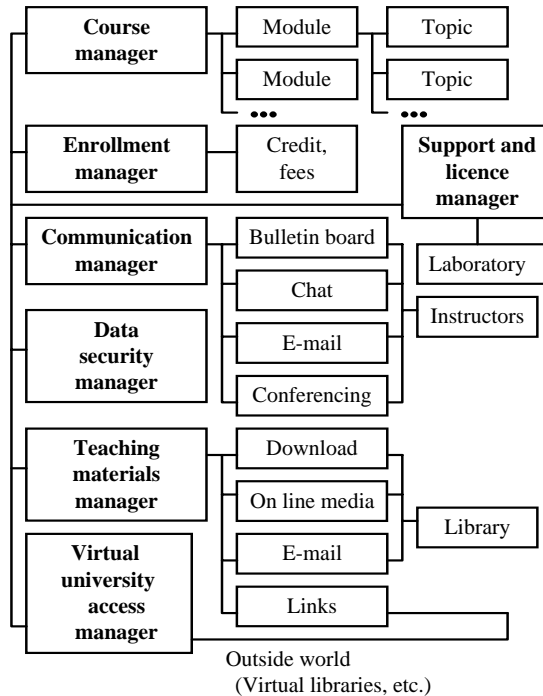 Course
manager
Module
Topic
Module
Topic
•••
•••
Enrollment
manager
Credit,
fees
Support and
licence
manager
Communication
manager
Bulletin board
Laboratory
Chat
Instructors
Data
security
manager
E-mail
Conferencing
Teaching
materials
manager
Download
On line media
Library
E-mail
Virtual
university
access
manager
Links
Outside world
(Virtual libraries, etc.)